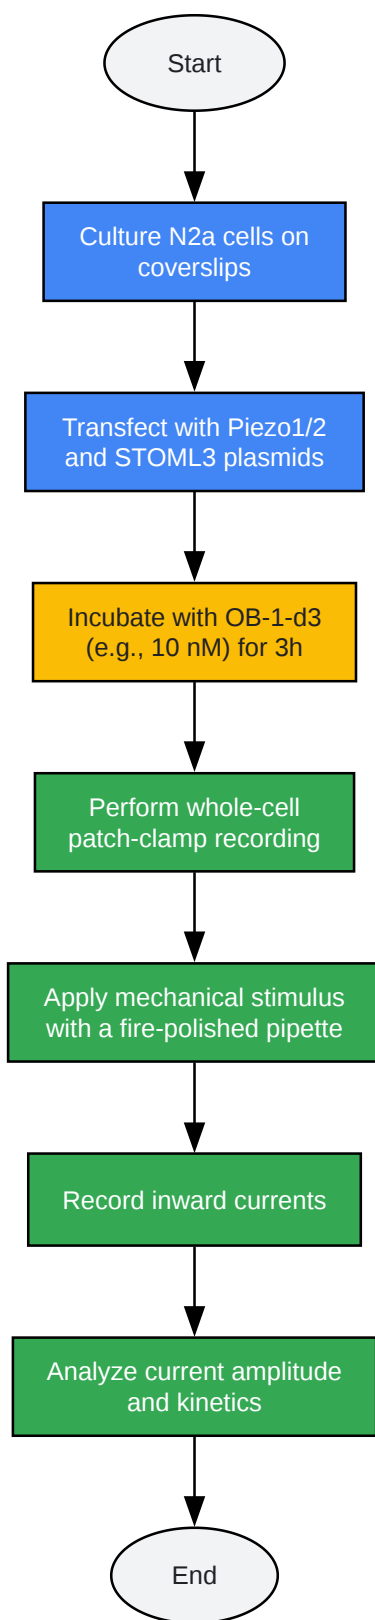 Start
Culture N2a cells on
coverslips
Transfect with Piezo1/2
and STOML3 plasmids
Incubate with OB-1-d3
(e.g., 10 nM) for 3h
Perform whole-cell
patch-clamp recording
Apply mechanical stimulus
with a fire-polished pipette
Record inward currents
Analyze current amplitude
and kinetics
End